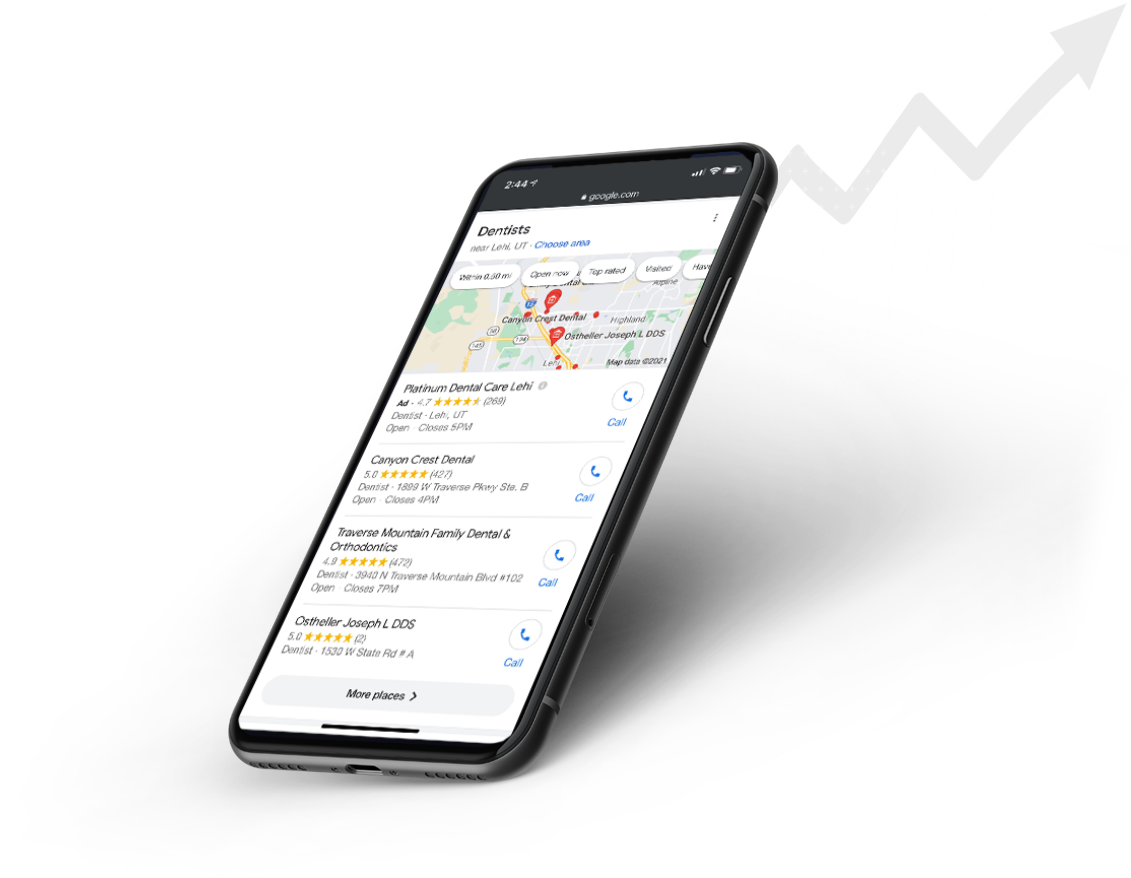 2:44
google.com
Dentists
near Lehi, UT · Choose area
Within 0.50 mi
Open now
Top rated
Visited
Alpine
Canyon Crest Dental
Highland
Ostheller Joseph L DDS
Lehi
Map data ©2021
Platinum Dental Care Lehi
Ad · 4.7 (269)
Dentist · Lehi, UT
Open · Closes 5PM
Call
Canyon Crest Dental
5.0 (427)
Dentist · 1899 W Traverse Pkwy Ste. B
Open · Closes 4PM
Call
Traverse Mountain Family Dental &
Orthodontics
4.9 (472)
Dentist · 3940 N Traverse Mountain Blvd #102
Open · Closes 7PM
Call
Ostheller Joseph L DDS
5.0 (2)
Dentist · 1530 W State Rd # A
Call
More places